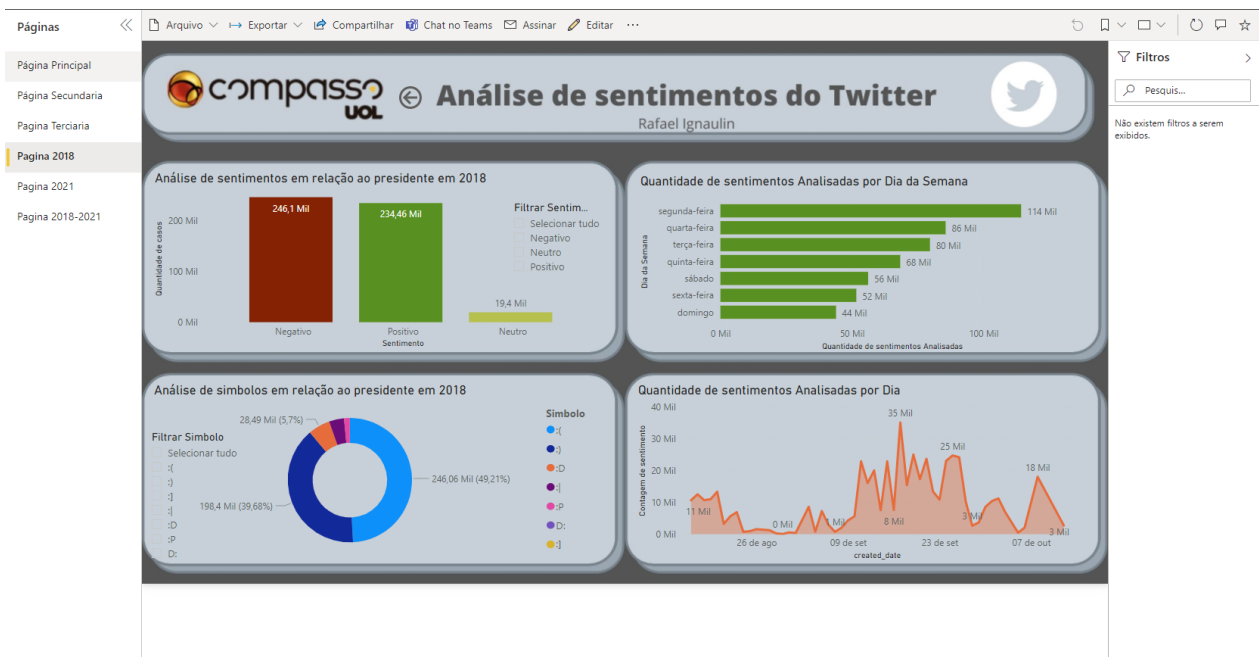 Páginas
Página Principal
Página Secundaria
Pagina Terciaria
Pagina 2018
Pagina 2021
Pagina 2018-2021
Arquivo
Exportar
Compartilhar
Chat no Teams
Assinar
Editar
...
compasso
UOL
Análise de sentimentos do Twitter
Rafael Ignaulin
Análise de sentimentos em relação ao presidente em 2018
Quantidade de casos
200 Mil
100 Mil
0 Mil
246,1 Mil
234,46 Mil
19,4 Mil
Negativo
Positivo
Neutro
Sentimento
Filtrar Sentim...
Selecionar tudo
Negativo
Neutro
Positivo
Quantidade de sentimentos Analisadas por Dia da Semana
Dia da Semana
segunda-feira 114 Mil
quarta-feira 86 Mil
terça-feira 80 Mil
quinta-feira 68 Mil
sábado 56 Mil
sexta-feira 52 Mil
domingo 44 Mil
0 Mil 50 Mil 100 Mil
Quantidade de sentimentos Analisadas
Análise de simbolos em relação ao presidente em 2018
Filtrar Simbolo
Selecionar tudo
:(
:)
:]
:|
:D
:P
D:
28,49 Mil (5,7%)
198,4 Mil (39,68%)
246,06 Mil (49,21%)
Simbolo
:(
:)
:D
:|
:P
D:
:]
Quantidade de sentimentos Analisadas por Dia
Contagem de sentimento
40 Mil
30 Mil
20 Mil
10 Mil
0 Mil
11 Mil
0 Mil
1 Mil
35 Mil
8 Mil
25 Mil
3 Mil
18 Mil
3 Mil
26 de ago
09 de set
23 de set
07 de out
created_date
Filtros
Pesquis...
Não existem filtros a serem
exibidos.